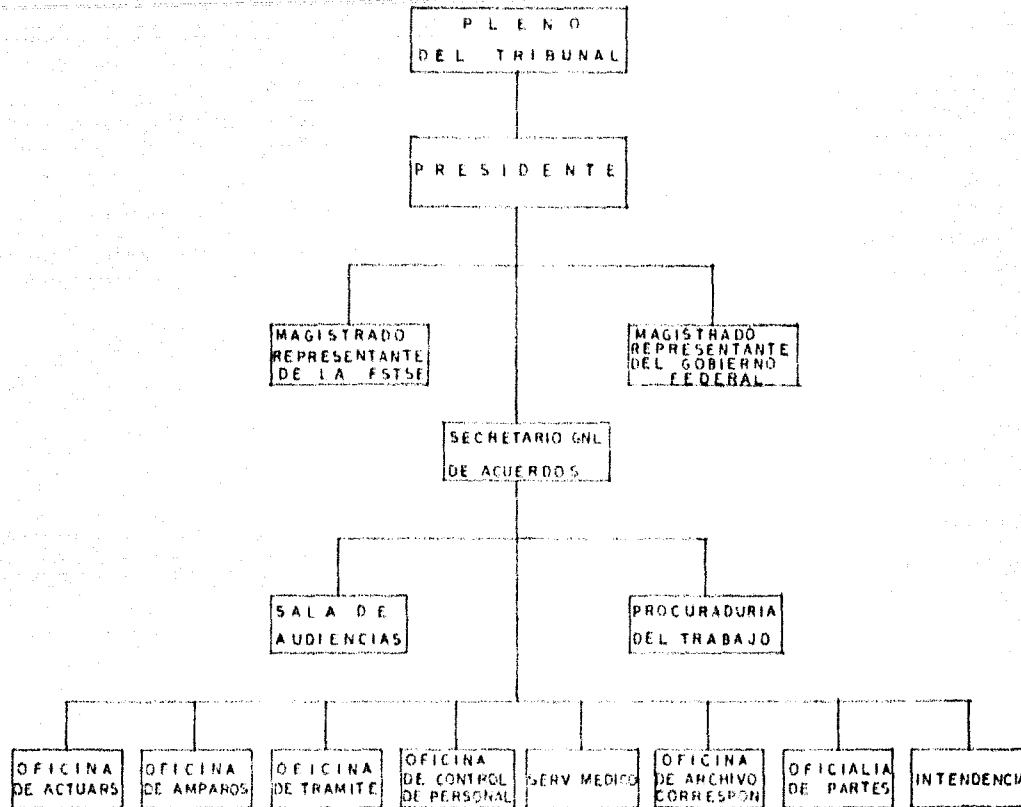 PLENO
DEL TRIBUNAL
PRESIDENTE
MAGISTRADO
REPRESENTANTE
DE LA FSTSE
MAGISTRADO
REPRESENTANTE
DEL GOBIERNO
FEDERAL
SECRETARIO GNL
DE ACUERDOS
SALA DE
AUDIENCIAS
PROCURADURIA
DEL TRABAJO
OFICINA
DE ACTUARS
OFICINA
DE AMPAROS
OFICINA
DE TRAMITE
OFICINA
DE CONTROL
DE PERSONAL
SERV MEDICO
OFICINA
DE ARCHIVO
CORRESPON
OFICIALIA
DE PARTES
INTENDENCIA